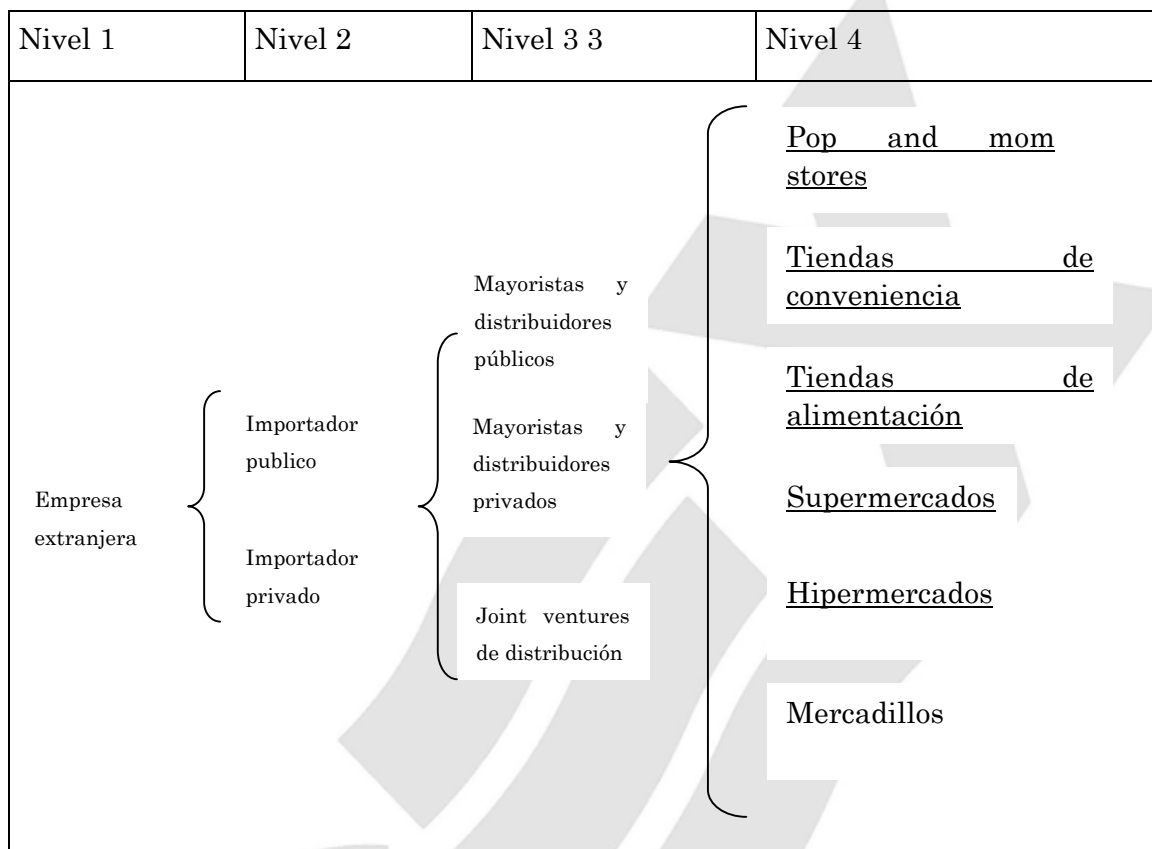 Nivel 1
Nivel 2
Nivel 3 3
Nivel 4
Empresa
extranjera
Importador
publico
Importador
privado
Mayoristas y
distribuidores
públicos
Mayoristas y
distribuidores
privados
Joint ventures
de distribución
Pop and mom
stores
Tiendas de
conveniencia
Tiendas de
alimentación
Supermercados
Hipermercados
Mercadillos